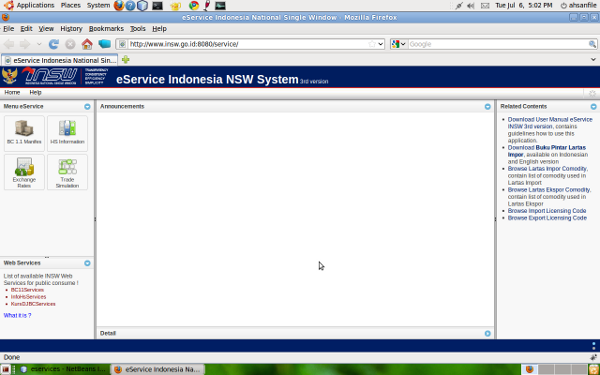 Applications Places System Tue Jul 6, 5:02 PM ahsanfile
eService Indonesia National Single Window - Mozilla Firefox
File Edit View History Bookmarks Tools Help
http://www.insw.go.id:8080/service/ Google
eService Indonesia National Sin...
INSW
eService Indonesia NSW System 3rd version
Home Help
Menu eService
BC 1.1 Manifes HS Information
Exchange Rates
Trade Simulation
Web Services
List of available INSW Web
Services for public consume !
BC11Services
InfoHsServices
KursDJBCServices
What it is ?
Announcements
Detail
Related Contents
Download User Manual eService
INSW 3rd version, contains
guidelines how to use this
application.
Download Buku Pintar Lartas
Impor, available on Indonesian
and English version
Browse Lartas Impor Comodity,
contain list of comodity used in
Lartas Import
Browse Lartas Ekspor Comodity,
contain list of comodity used in
Lartas Ekspor
Browse Import Licensing Code
Browse Export Licensing Code
Done
eservices - NetBeans I... eService Indonesia Na...